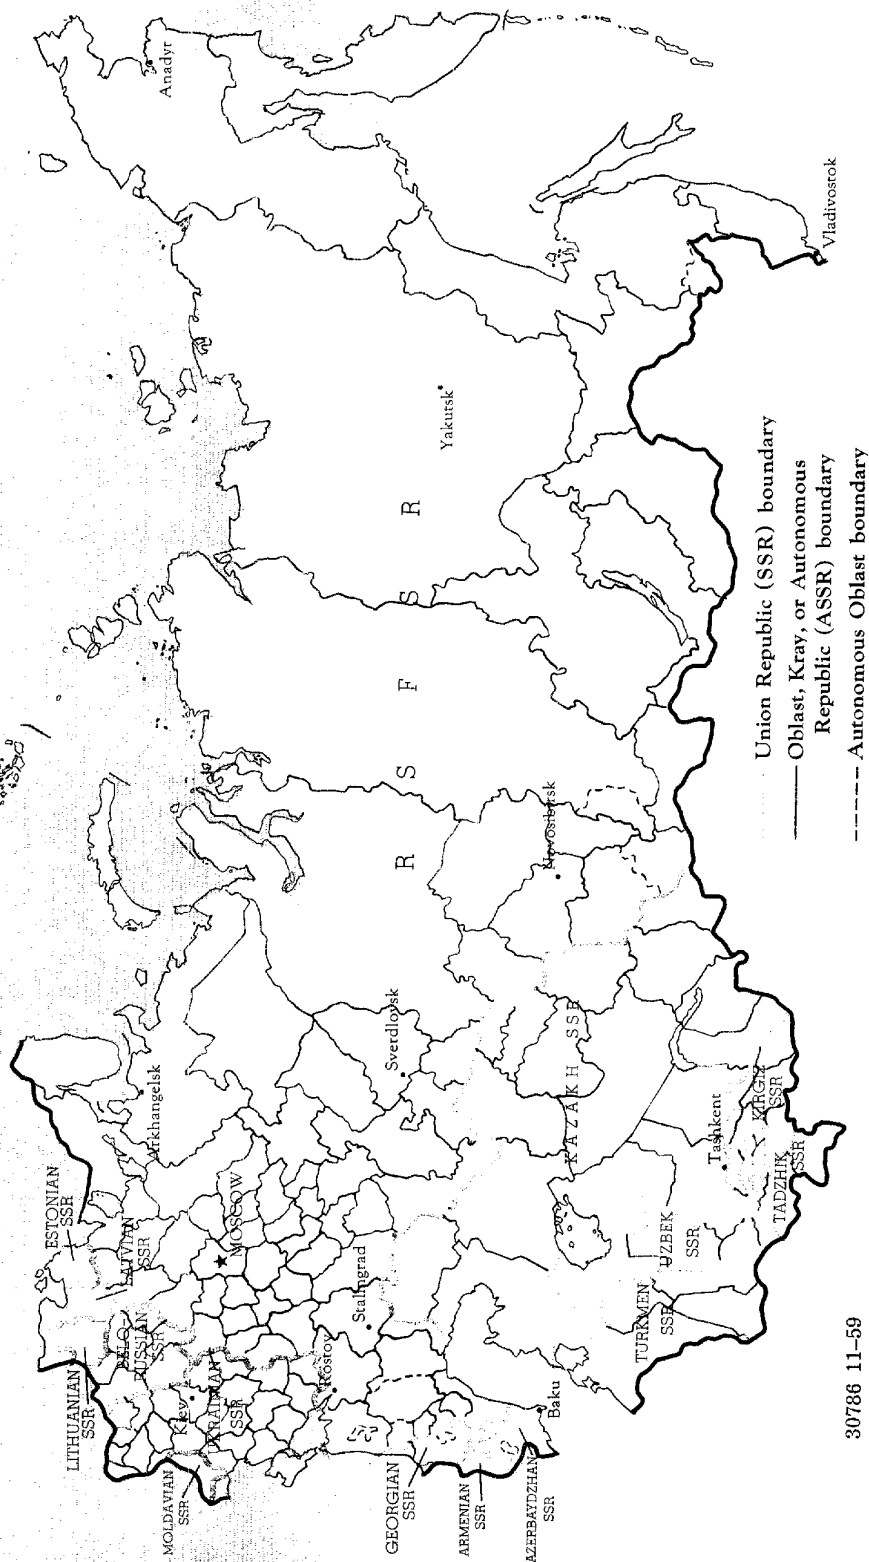 Anadyr
Yakutsk
Vladivostok
R S F S R
Novosibirsk
Sverdlovsk
Arkhangelsk
MOSCOW
ESTONIAN
SSR
LATVIAN
SSR
LITHUANIAN
SSR
BELO-
RUSSIAN
SSR
Kiev
UKRAINIAN
SSR
MOLDAVIAN
SSR
Rostov
Stalingrad
GEORGIAN
SSR
ARMENIAN
SSR
AZERBAYDZHAN
SSR
Baku
KAZAKH SSR
Tashkent
KIRGIZ
SSR
TADZHIK
SSR
UZBEK
SSR
TURKMEN
SSR
Union Republic (SSR) boundary
Oblast, Kray, or Autonomous
Republic (ASSR) boundary
Autonomous Oblast boundary
30786 11-59